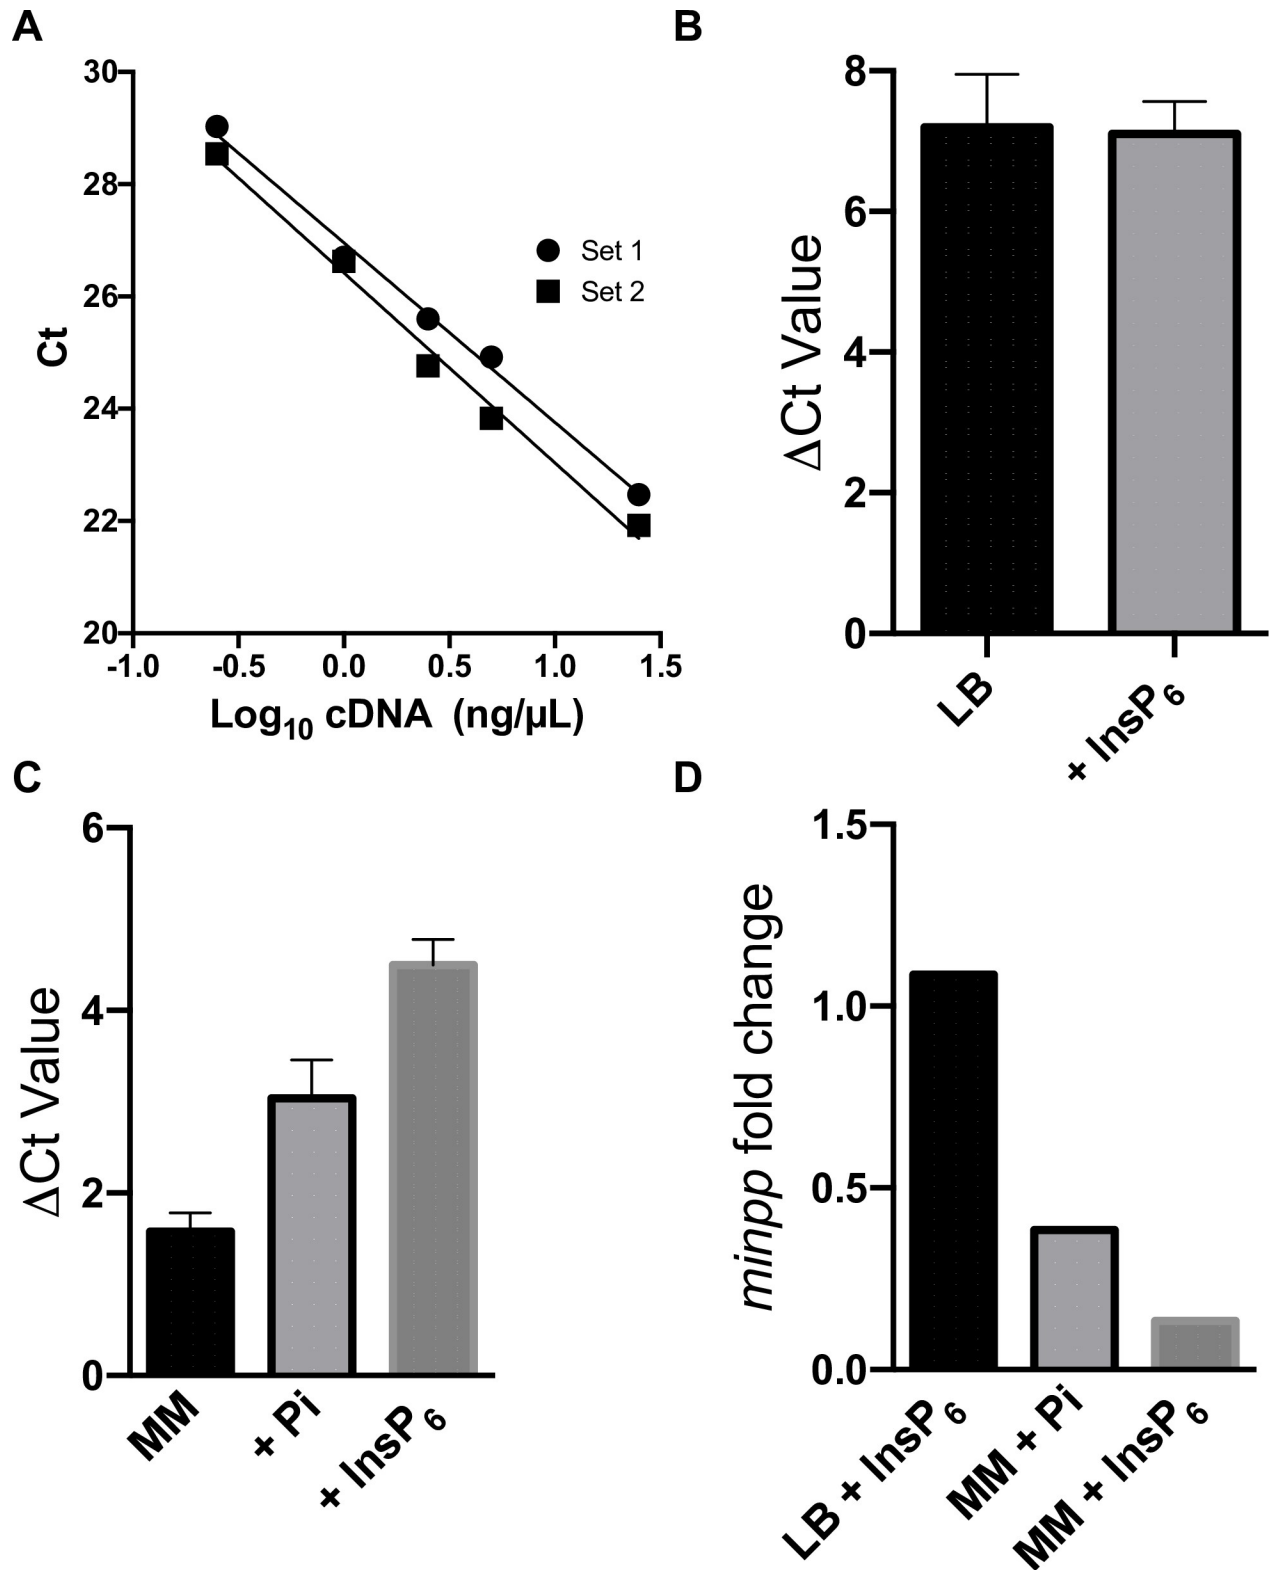 A
30
28
26
24
22
20
Ct
-1.0 -0.5 0.0 0.5 1.0 1.5
Log10 cDNA (ng/µL)
Set 1
Set 2
B
8
6
4
2
0
ΔCt Value
LB
+ InsP6
C
6
4
2
0
ΔCt Value
MM
+ Pi
+ InsP6
D
1.5
1.0
0.5
0.0
minpp fold change
LB + InsP6
MM + Pi
MM + InsP6